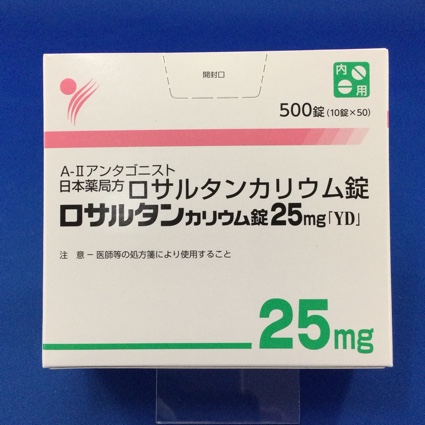 開封口
内用
500錠(10錠×50)
A-Ⅱアンタゴニスト
日本薬局方 ロサルタンカリウム錠
ロサルタンカリウム錠25mg「YD」
注 意 − 医師等の処方箋により使用すること
25mg